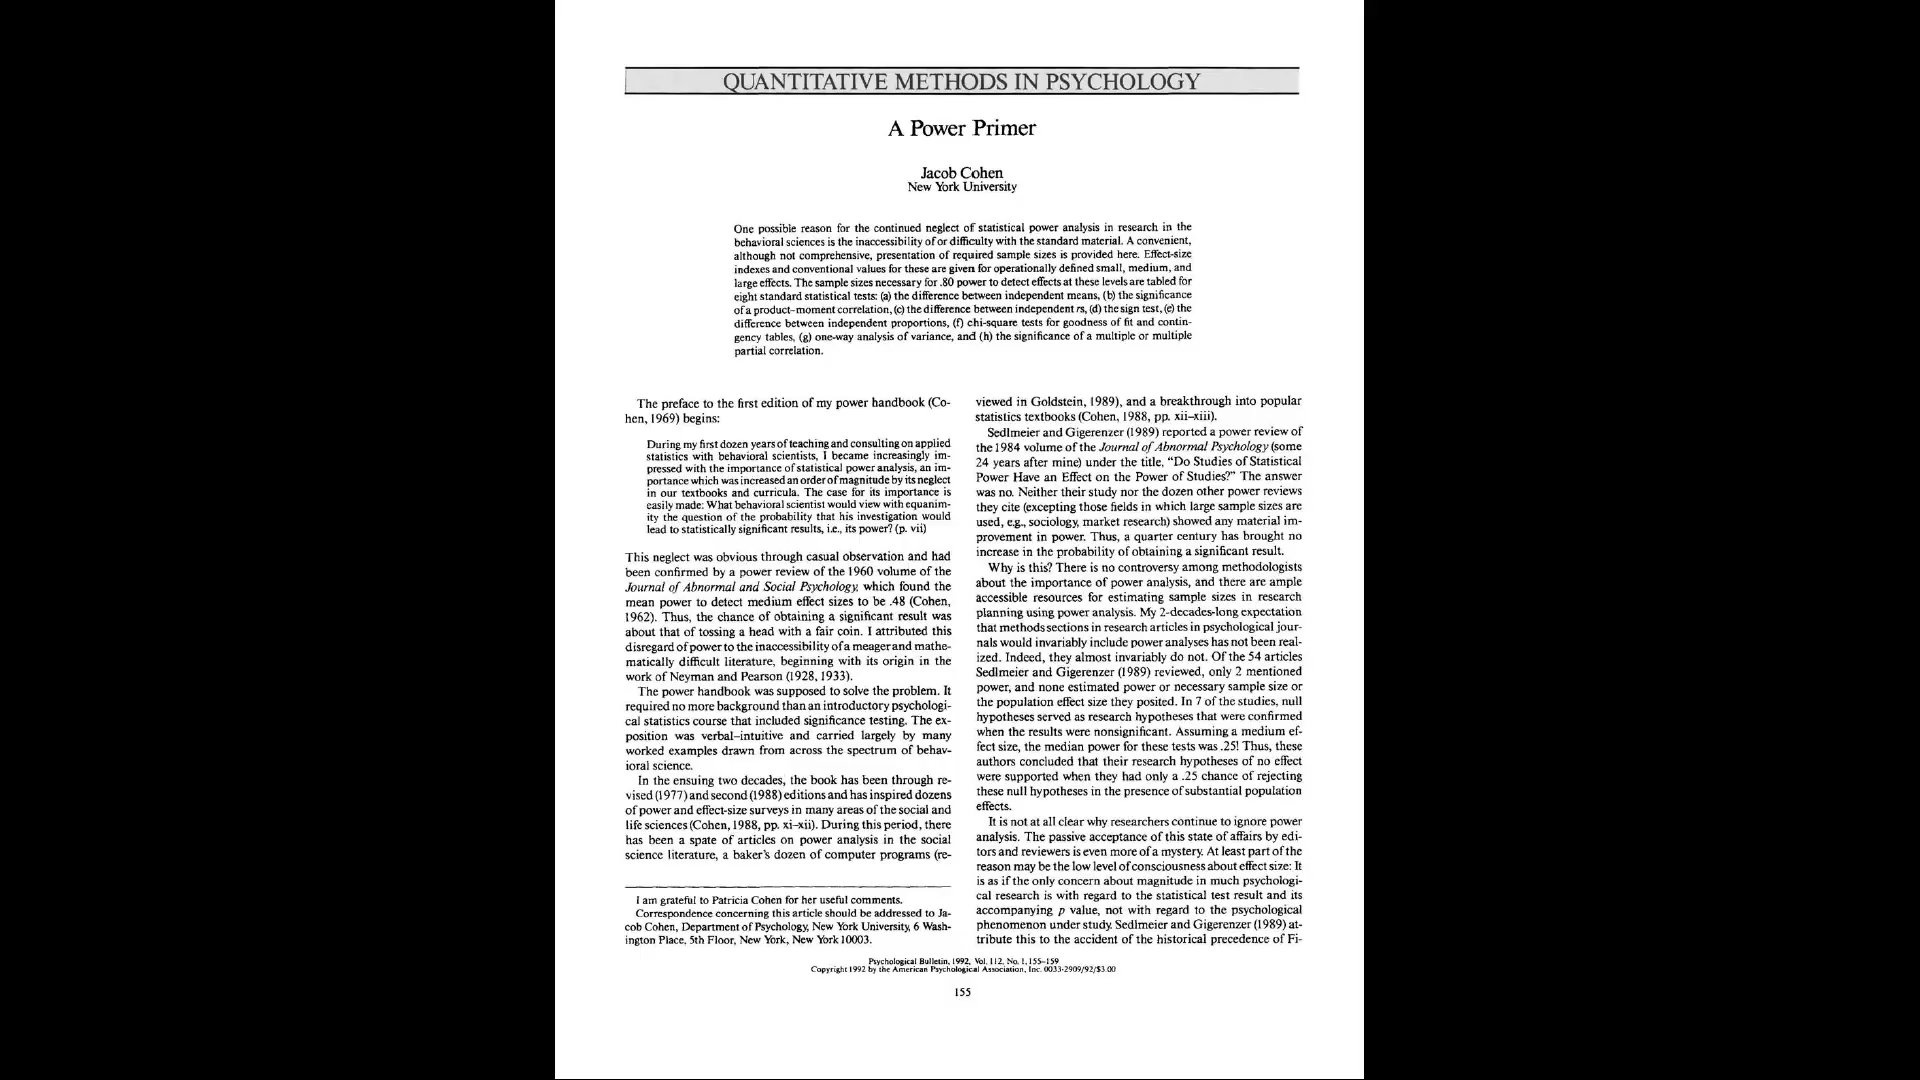 QUANTITATIVE METHODS IN PSYCHOLOGY
A Power Primer
Jacob Cohen
New York University
One possible reason for the continued neglect of statistical power analysis in research in the
behavioral sciences is the inaccessibility of or difficulty with the standard material. A convenient,
although not comprehensive, presentation of required sample sizes is provided here. Effect-size
indexes and conventional values for these are given for operationally defined small, medium, and
large effects. The sample sizes necessary for .80 power to detect effects at these levels are tabled for
eight standard statistical tests: (a) the difference between independent means, (b) the significance
of a product-moment correlation, (c) the difference between independent rs, (d) the sign test, (e) the
difference between independent proportions, (f) chi-square tests for goodness of fit and contin-
gency tables, (g) one-way analysis of variance, and (h) the significance of a multiple or multiple
partial correlation.
The preface to the first edition of my power handbook (Co-
hen, 1969) begins:
During my first dozen years of teaching and consulting on applied
statistics with behavioral scientists, I became increasingly im-
pressed with the importance of statistical power analysis, an im-
portance which was increased an order of magnitude by its neglect
in our textbooks and curricula. The case for its importance is
easily made: What behavioral scientist would view with equanim-
ity the question of the probability that his investigation would
lead to statistically significant results, i.e., its power? (p. vii)
This neglect was obvious through casual observation and had
been confirmed by a power review of the 1960 volume of the
Journal of Abnormal and Social Psychology, which found the
mean power to detect medium effect sizes to be .48 (Cohen,
1962). Thus, the chance of obtaining a significant result was
about that of tossing a head with a fair coin. I attributed this
disregard of power to the inaccessibility of a meager and mathe-
matically difficult literature, beginning with its origin in the
work of Neyman and Pearson (1928, 1933).
The power handbook was supposed to solve the problem. It
required no more background than an introductory psychologi-
cal statistics course that included significance testing. The ex-
position was verbal-intuitive and carried largely by many
worked examples drawn from across the spectrum of behav-
ioral science.
In the ensuing two decades, the book has been through re-
vised (1977) and second (1988) editions and has inspired dozens
of power and effect-size surveys in many areas of the social and
life sciences (Cohen, 1988, pp. xi-xii). During this period, there
has been a spate of articles on power analysis in the social
science literature, a baker's dozen of computer programs (re-
I am grateful to Patricia Cohen for her useful comments.
Correspondence concerning this article should be addressed to Ja-
cob Cohen, Department of Psychology, New York University, 6 Wash-
ington Place, 5th Floor, New York, New York 10003.
viewed in Goldstein, 1989), and a breakthrough into popular
statistics textbooks (Cohen, 1988, pp. xii-xiii).
Sedlmeier and Gigerenzer (1989) reported a power review of
the 1984 volume of the Journal of Abnormal Psychology (some
24 years after mine) under the title, “Do Studies of Statistical
Power Have an Effect on the Power of Studies?” The answer
was no. Neither their study nor the dozen other power reviews
they cite (excepting those fields in which large sample sizes are
used, e.g., sociology, market research) showed any material im-
provement in power. Thus, a quarter century has brought no
increase in the probability of obtaining a significant result.
Why is this? There is no controversy among methodologists
about the importance of power analysis, and there are ample
accessible resources for estimating sample sizes in research
planning using power analysis. My 2-decades-long expectation
that methods sections in research articles in psychological jour-
nals would invariably include power analyses has not been real-
ized. Indeed, they almost invariably do not. Of the 54 articles
Sedlmeier and Gigerenzer (1989) reviewed, only 2 mentioned
power, and none estimated power or necessary sample size or
the population effect size they posited. In 7 of the studies, null
hypotheses served as research hypotheses that were confirmed
when the results were nonsignificant. Assuming a medium ef-
fect size, the median power for these tests was .25! Thus, these
authors concluded that their research hypotheses of no effect
were supported when they had only a .25 chance of rejecting
these null hypotheses in the presence of substantial population
effects.
It is not at all clear why researchers continue to ignore power
analysis. The passive acceptance of this state of affairs by edi-
tors and reviewers is even more of a mystery. At least part of the
reason may be the low level of consciousness about effect size: It
is as if the only concern about magnitude in much psychologi-
cal research is with regard to the statistical test result and its
accompanying p value, not with regard to the psychological
phenomenon under study. Sedlmeier and Gigerenzer (1989) at-
tribute this to the accident of the historical precedence of Fi-
Psychological Bulletin, 1992, Vol. 112, No. 1, 155-159
Copyright 1992 by the American Psychological Association, Inc. 0033-2909/92/$3.00
155